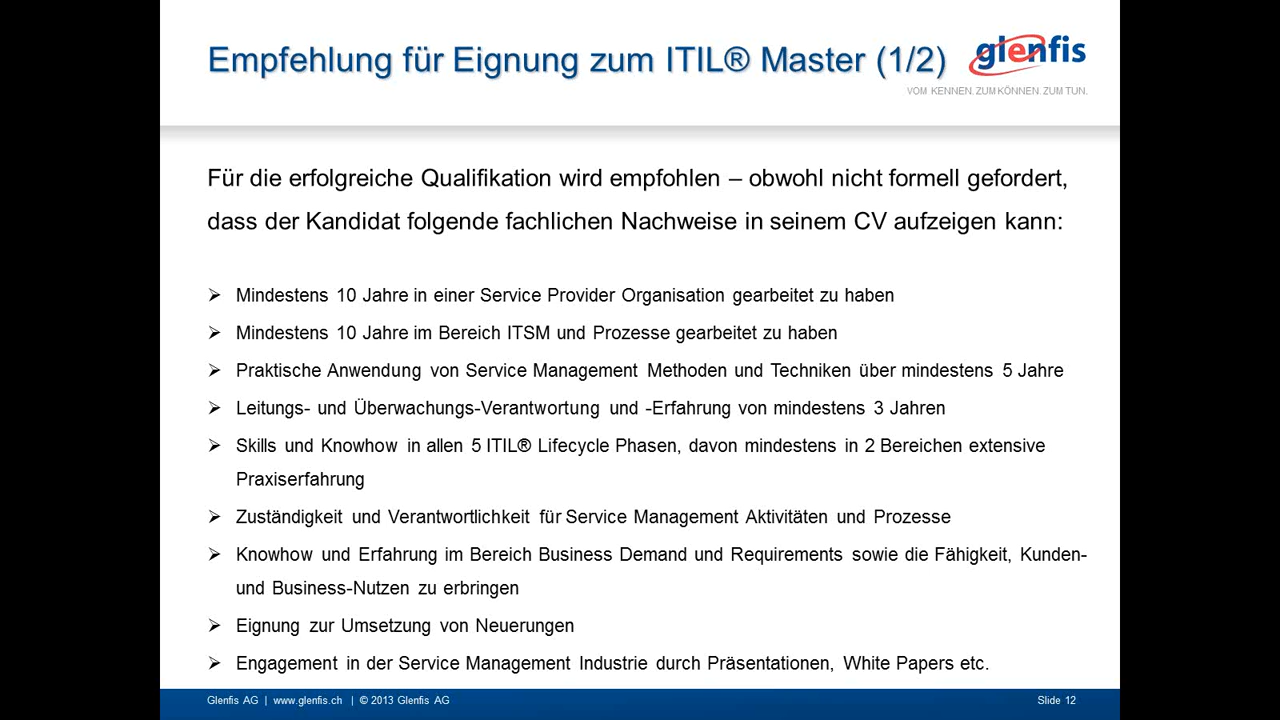 Empfehlung für Eignung zum ITIL® Master (1/2)
glenfis
VOM KENNEN. ZUM KÖNNEN. ZUM TUN.
Für die erfolgreiche Qualifikation wird empfohlen – obwohl nicht formell gefordert,
dass der Kandidat folgende fachlichen Nachweise in seinem CV aufzeigen kann:
Mindestens 10 Jahre in einer Service Provider Organisation gearbeitet zu haben
Mindestens 10 Jahre im Bereich ITSM und Prozesse gearbeitet zu haben
Praktische Anwendung von Service Management Methoden und Techniken über mindestens 5 Jahre
Leitungs- und Überwachungs-Verantwortung und -Erfahrung von mindestens 3 Jahren
Skills und Knowhow in allen 5 ITIL® Lifecycle Phasen, davon mindestens in 2 Bereichen extensive
Praxiserfahrung
Zuständigkeit und Verantwortlichkeit für Service Management Aktivitäten und Prozesse
Knowhow und Erfahrung im Bereich Business Demand und Requirements sowie die Fähigkeit, Kunden-
und Business-Nutzen zu erbringen
Eignung zur Umsetzung von Neuerungen
Engagement in der Service Management Industrie durch Präsentationen, White Papers etc.
Glenfis AG | www.glenfis.ch | © 2013 Glenfis AG
Slide 12